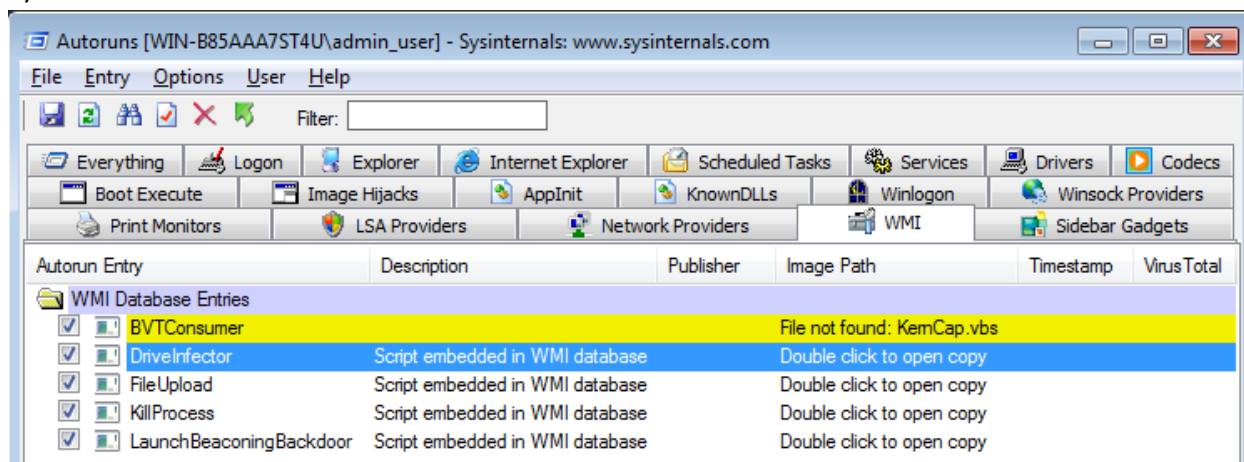 Autoruns [WIN-B85AAA7ST4U\admin_user] - Sysinternals: www.sysinternals.com
File Entry Options User Help
Filter:
Everything Logon Explorer Internet Explorer Scheduled Tasks Services Drivers Codecs
Boot Execute Image Hijacks AppInit KnownDLLs Winlogon Winsock Providers
Print Monitors LSA Providers Network Providers WMI Sidebar Gadgets
Autorun Entry Description Publisher Image Path Timestamp VirusTotal
WMI Database Entries
BVTConsumer File not found: KernCap.vbs
DriveInfector Script embedded in WMI database Double click to open copy
FileUpload Script embedded in WMI database Double click to open copy
KillProcess Script embedded in WMI database Double click to open copy
LaunchBeaconingBackdoor Script embedded in WMI database Double click to open copy